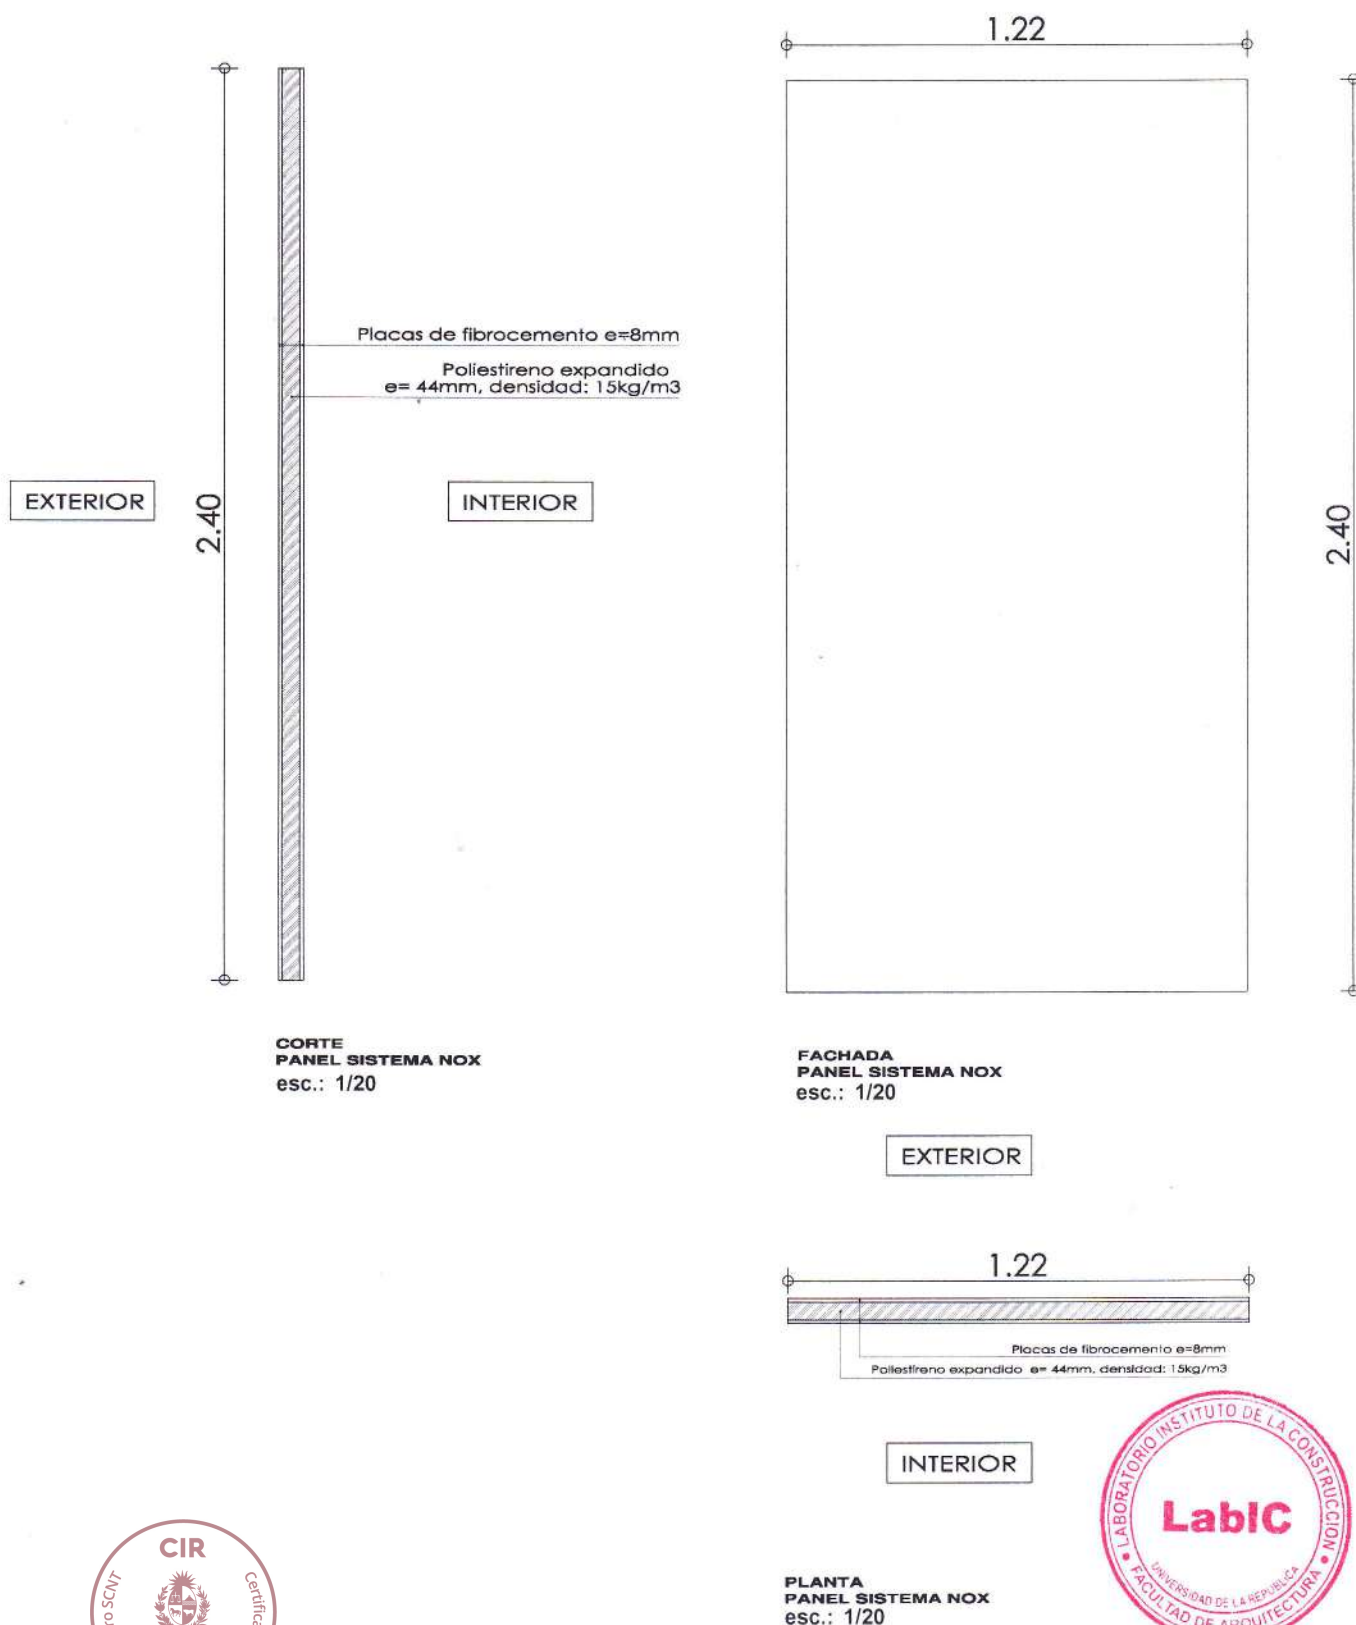 1.22
Placas de fibrocemento e=8mm
Poliestireno expandido
e= 44mm, densidad: 15kg/m3
EXTERIOR
2.40
INTERIOR
2.40
CORTE
PANEL SISTEMA NOX
esc.: 1/20
FACHADA
PANEL SISTEMA NOX
esc.: 1/20
EXTERIOR
1.22
Placas de fibrocemento e=8mm
Poliestireno expandido e= 44mm, densidad: 15kg/m3
INTERIOR
LABORATORIO INSTITUTO DE LA CONSTRUCCION
LabIC
UNIVERSIDAD DE LA REPUBLICA
FACULTAD DE ARQUITECTURA
CIR
SCNT
PLANTA
PANEL SISTEMA NOX
esc.: 1/20